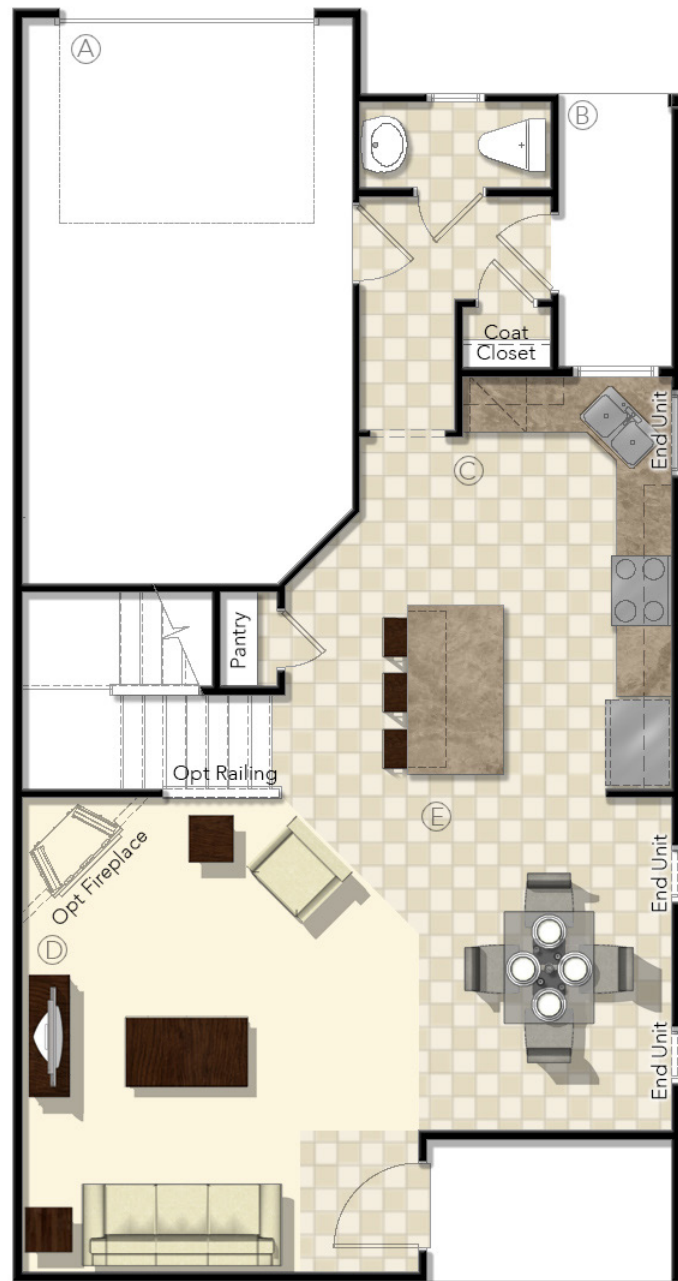 A
B
Coat
Closet
End Unit
C
Pantry
Opt Railing
E
Opt Fireplace
End Unit
D
End Unit